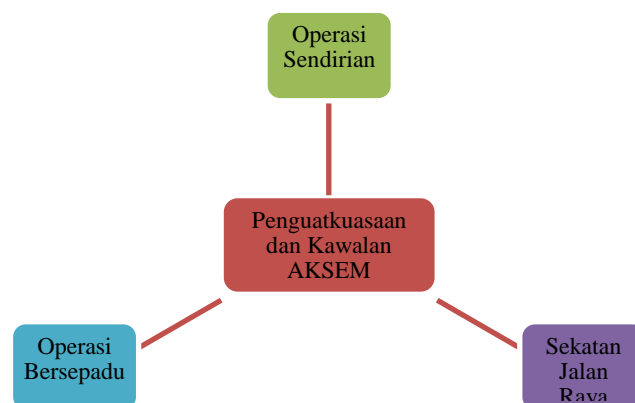 Operasi
Sendirian
Penguatkuasaan
dan Kawalan
AKSEM
Operasi
Bersepadu
Sekatan
Jalan
Raya